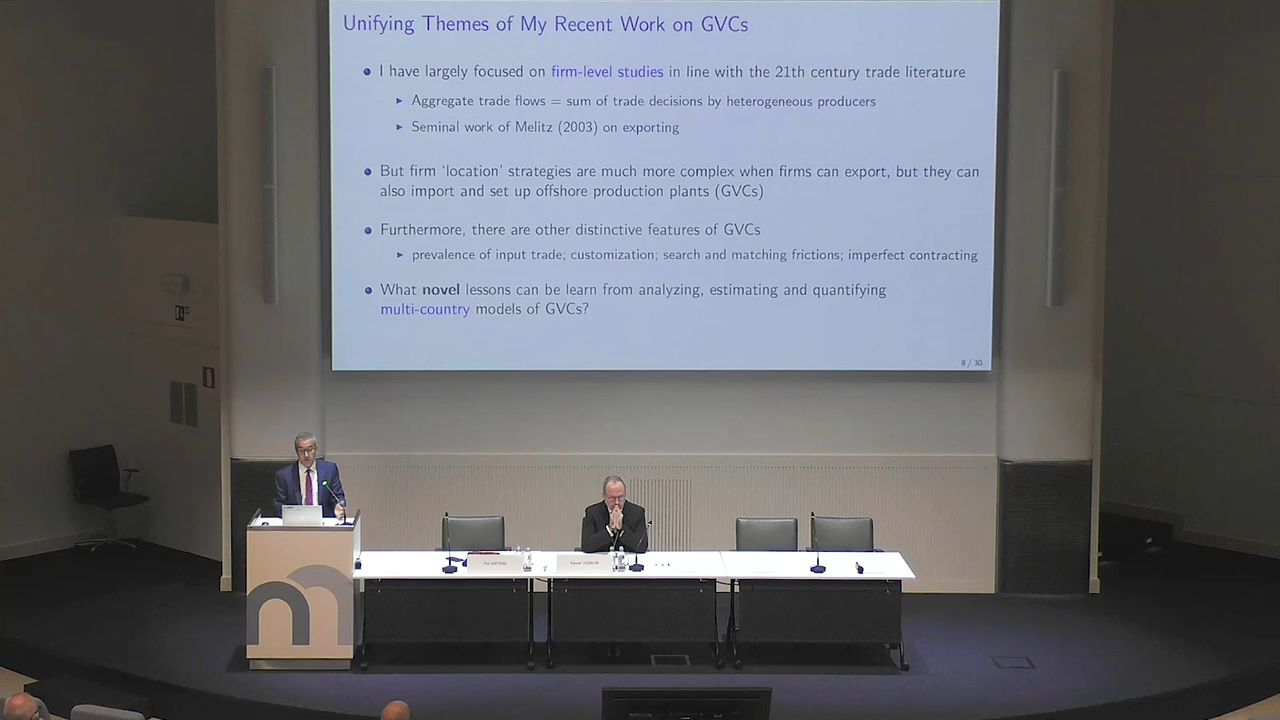 Unifying Themes of My Recent Work on GVCs
I have largely focused on firm-level studies in line with the 21th century trade literature
Aggregate trade flows = sum of trade decisions by heterogeneous producers
Seminal work of Melitz (2003) on exporting
But firm ‘location’ strategies are much more complex when firms can export, but they can
also import and set up offshore production plants (GVCs)
Furthermore, there are other distinctive features of GVCs
prevalence of input trade; customization; search and matching frictions; imperfect contracting
What novel lessons can be learn from analyzing, estimating and quantifying
multi-country models of GVCs?
8 / 30
Pol ANTRÀS